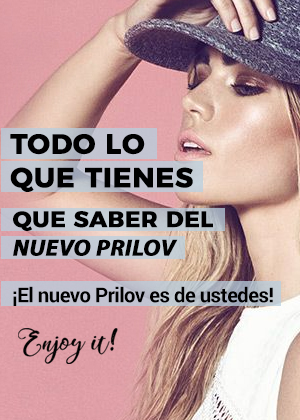 TODO LO
QUE TIENES
QUE SABER DEL
NUEVO PRILOV
¡El nuevo Prilov es de ustedes!
Enjoy it!